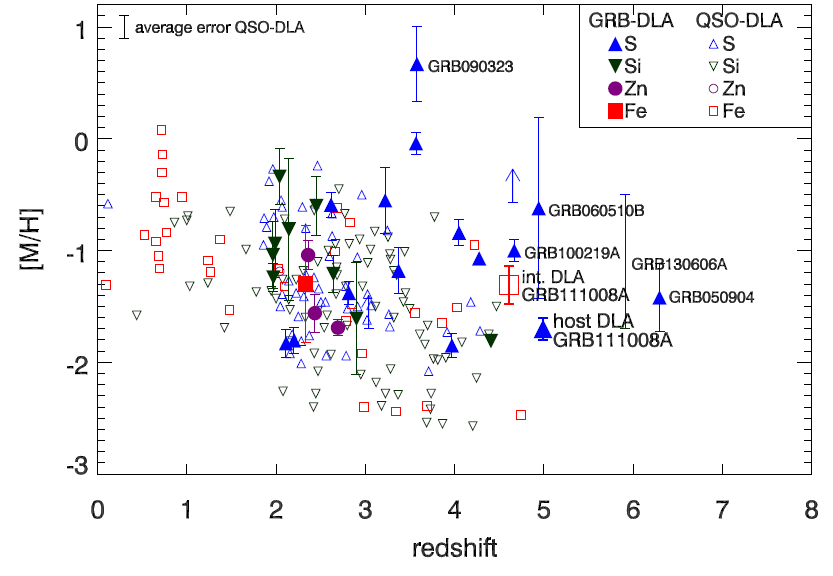 1
0
-1
-2
-3
[M/H]
average error QSO-DLA
GRB-DLA QSO-DLA
S S
Si Si
Zn Zn
Fe Fe
GRB090323
GRB060510B
GRB100219A
int. DLA
GRB111008A
GRB130606A
GRB050904
host DLA
GRB111008A
0 1 2 3 4 5 6 7 8
redshift